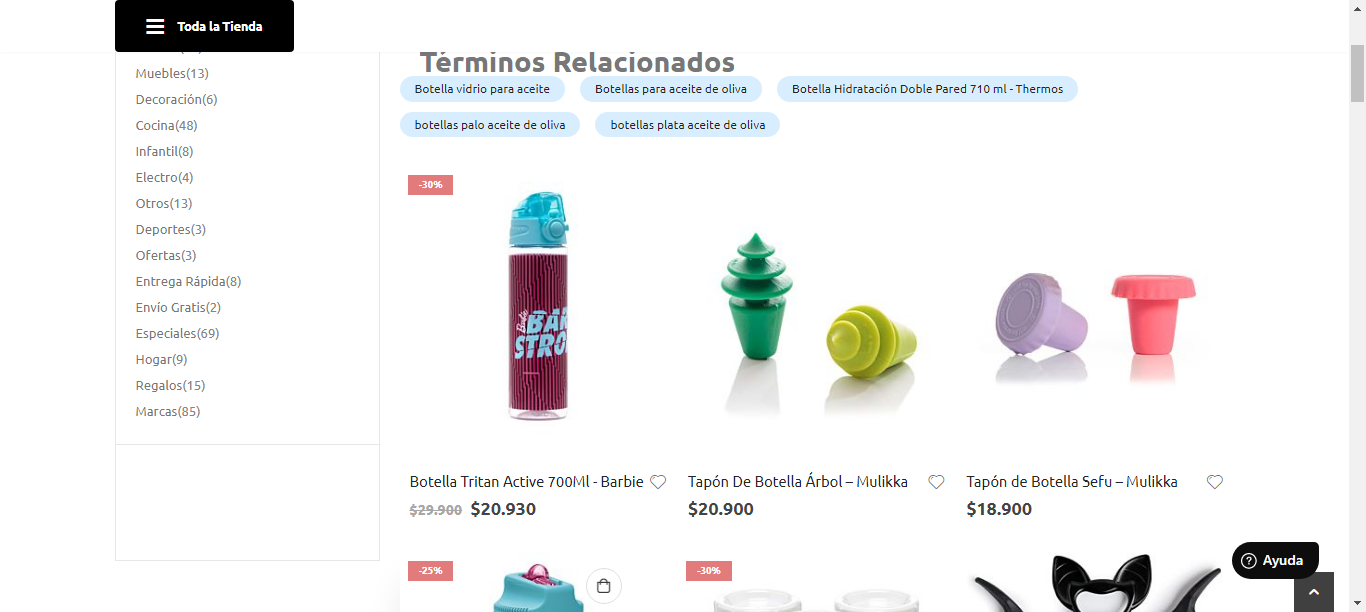 Toda la Tienda
Muebles(13)
Decoración(6)
Cocina(48)
Infantil(8)
Electro(4)
Otros(13)
Deportes(3)
Ofertas(3)
Entrega Rápida(8)
Envío Gratis(2)
Especiales(69)
Hogar(9)
Regalos(15)
Marcas(85)
Términos Relacionados
Botella vidrio para aceite
Botellas para aceite de oliva
Botella Hidratación Doble Pared 710 ml - Thermos
botellas palo aceite de oliva
botellas plata aceite de oliva
-30%
Barbie
BAR
STRO
Botella Tritan Active 700Ml - Barbie
$29.900 $20.930
Tapón De Botella Árbol – Mulikka
$20.900
Tapón de Botella Sefu – Mulikka
$18.900
-25%
-30%
Ayuda